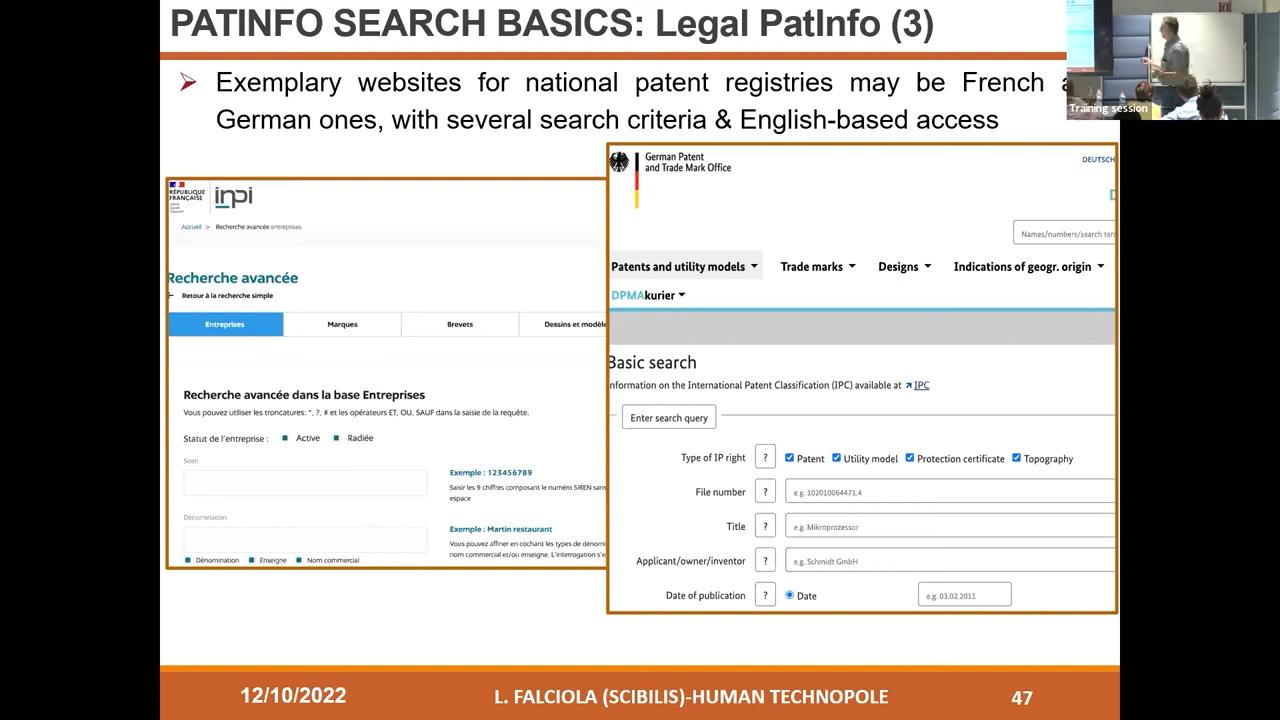 PATINFO SEARCH BASICS: Legal PatInfo (3)
Exemplary websites for national patent registries may be French
German ones, with several search criteria & English-based access
Training session
RÉPUBLIQUE
FRANÇAISE
inpi
Accueil > Recherche avancée entreprises
Recherche avancée
Retour à la recherche simple
Entreprises Marques Brevets Dessins et modèle
Recherche avancée dans la base Entreprises
Vous pouvez utiliser les troncatures: *, ?, # et les opérateurs ET, OU, SAUF dans la saisie de la requête.
Statut de l'entreprise : Active Radiée
Siren
Exemple : 123456789
Saisir les 9 chiffres composant le numéro SIREN sans
espace
Dénomination
Exemple : Martin restaurant
Vous pouvez affiner en cochant les types de dénomi
nom commercial et/ou enseigne. L'interrogation s'e
Dénomination Enseigne Nom commercial
German Patent
and Trade Mark Office
DEUTSCH
Names/numbers/search term
Patents and utility models Trade marks Designs Indications of geogr. origin
DPMAkurier
Basic search
nformation on the International Patent Classification (IPC) available at IPC
Enter search query
Type of IP right ? Patent Utility model Protection certificate Topography
File number ? e.g. 102010064471.4
Title ? e.g. Mikroprozessor
Applicant/owner/inventor ? e.g. Schmidt GmbH
Date of publication ? Date e.g. 03.02.2011
12/10/2022 L. FALCIOLA (SCIBILIS)-HUMAN TECHNOPOLE 47